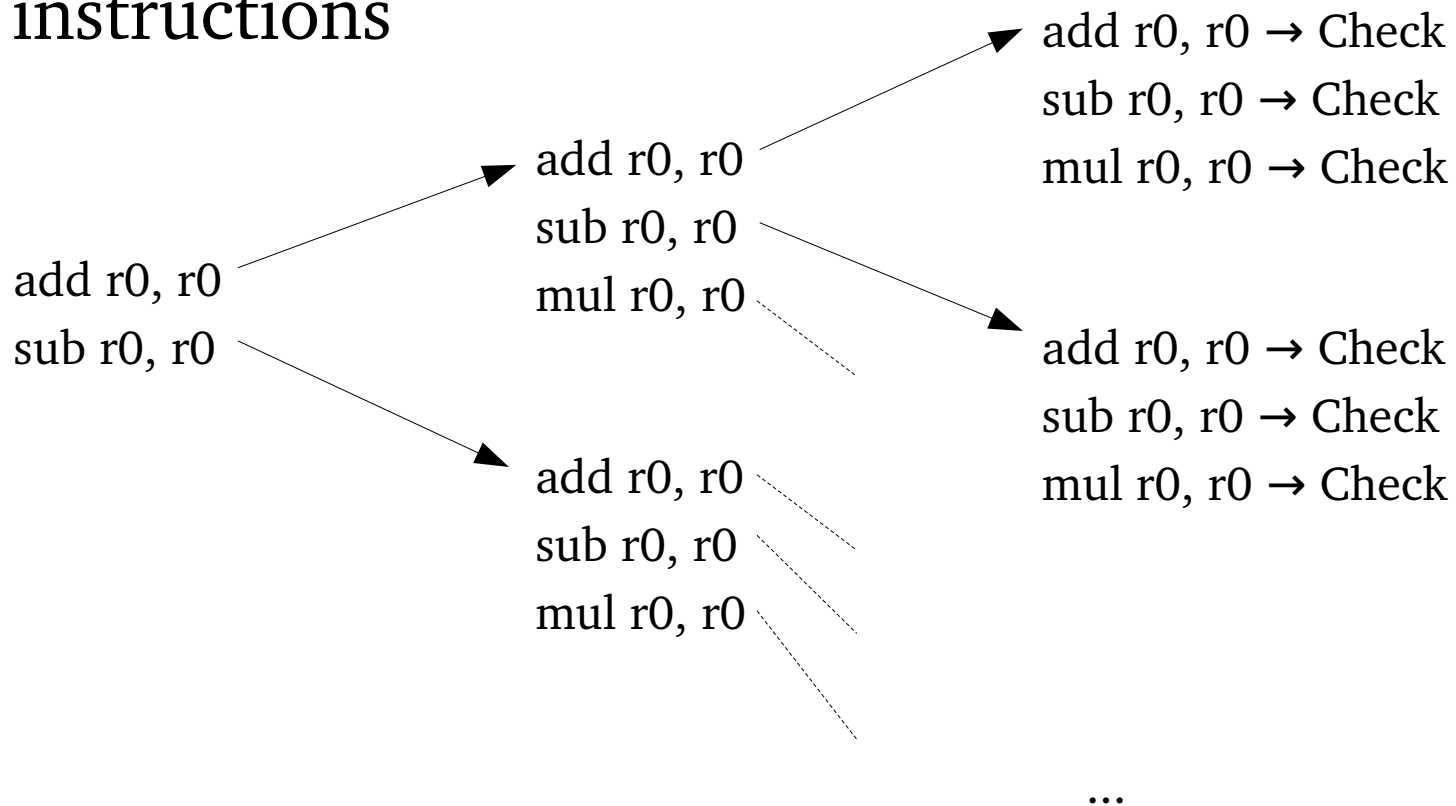 instructions
add r0, r0
sub r0, r0
add r0, r0
sub r0, r0
mul r0, r0
add r0, r0
sub r0, r0
mul r0, r0
add r0, r0 → Check
sub r0, r0 → Check
mul r0, r0 → Check
add r0, r0 → Check
sub r0, r0 → Check
mul r0, r0 → Check
...